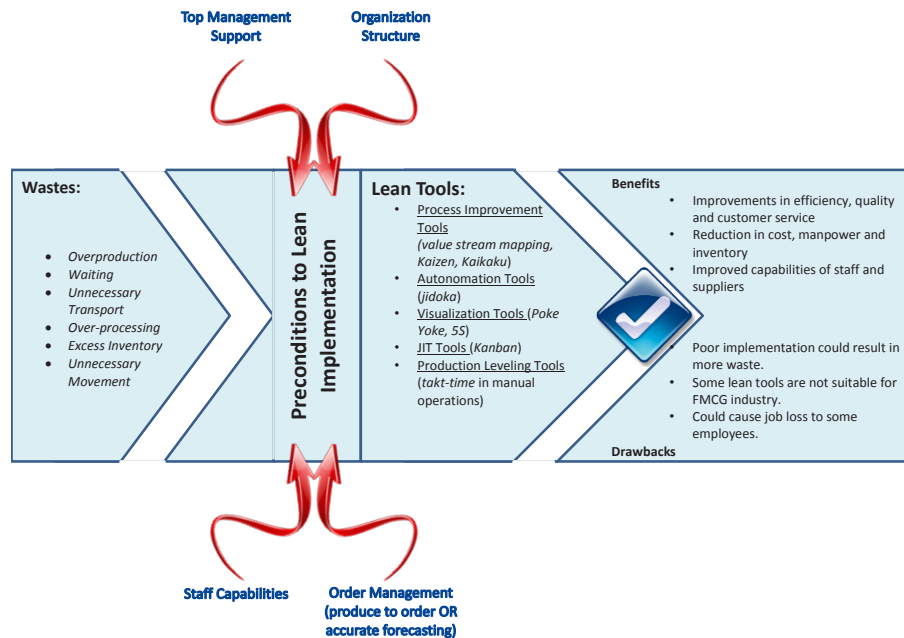 Top Management
Support
Organization
Structure
Wastes:
• Overproduction
• Waiting
• Unnecessary
Transport
• Over-processing
• Excess Inventory
• Unnecessary
Movement
Preconditions to Lean
Implementation
Lean Tools:
• Process Improvement
Tools
(value stream mapping,
Kaizen, Kaikaku)
• Autonomation Tools
(jidoka)
• Visualization Tools (Poke
Yoke, 5S)
• JIT Tools (Kanban)
• Production Leveling Tools
(takt-time in manual
operations)
Benefits
• Improvements in efficiency, quality
and customer service
• Reduction in cost, manpower and
inventory
• Improved capabilities of staff and
suppliers
• Poor implementation could result in
more waste.
• Some lean tools are not suitable for
FMCG industry.
• Could cause job loss to some
employees.
Drawbacks
Staff Capabilities
Order Management
(produce to order OR
accurate forecasting)